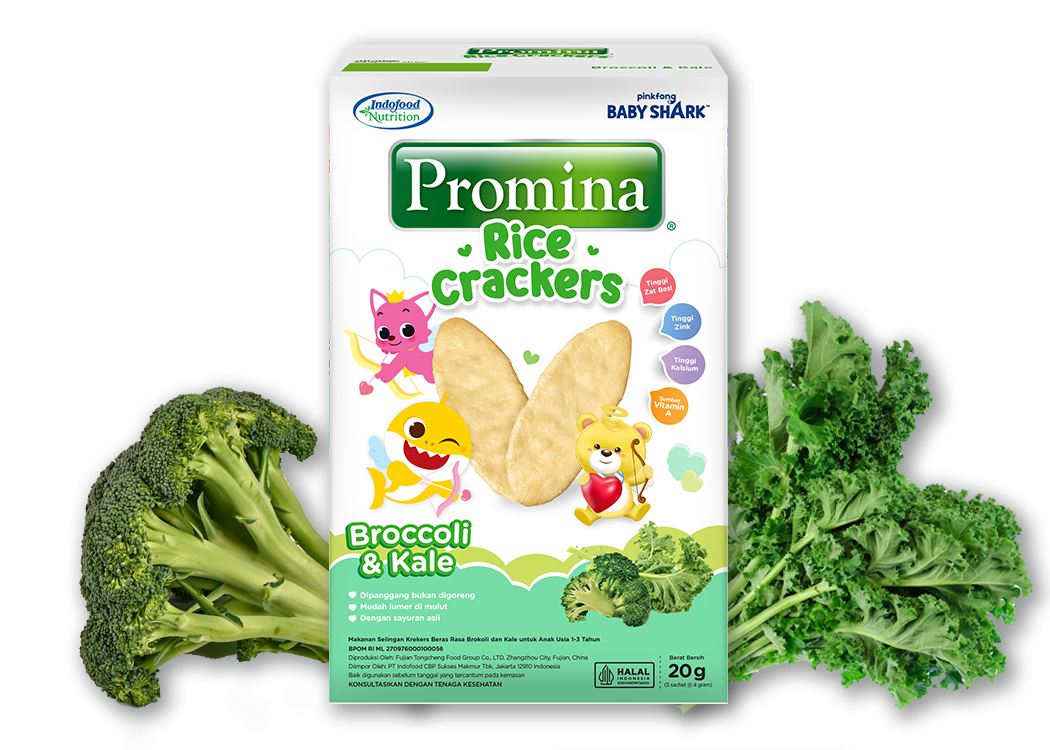 Promina
Rice Crackers
Broccoli & Kale
Indofood
Nutrition
pinkfong
BABY SHARK™
Promina®
Rice
Crackers
Tinggi
Zat Besi
Tinggi
Zink
Tinggi
Kalsium
Sumber
Vitamin
A
Broccoli
& Kale
Dipanggang bukan digoreng
Mudah lumer di mulut
Dengan sayuran asli
Makanan Selingan Krekers Beras Rasa Brokoli dan Kale untuk Anak Usia 1-3 Tahun
BPOM RI ML 270976000100056
Diproduksi Oleh: Fujian Tongcheng Food Group Co., LTD, Zhangzhou City, Fujian, China
Diimpor Oleh: PT Indofood CBP Sukses Makmur Tbk, Jakarta 12910 Indonesia
Baik digunakan sebelum tanggal yang tercantum pada kemasan
KONSULTASIKAN DENGAN TENAGA KESEHATAN
HALAL
INDONESIA
Berat Bersih
20g
(5 sachet @ 4 gram)